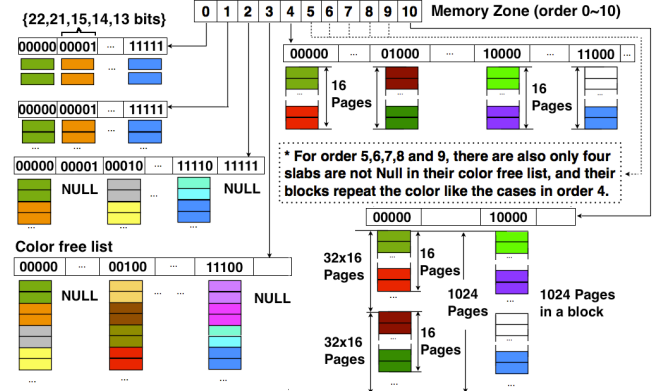 {22,21,15,14,13 bits}
0 1 2 3 4 5 6 7 8 9 10
Memory Zone (order 0~10)
00000 00001 ... 11111
...
00000 00001 ... 11111
... ... ...
00000 00001 00010 ... 11110 11111
NULL ... NULL
... ... ...
Color free list
00000 ... 00100 ... 11100
NULL ... ... NULL
... ... ...
00000 ... 01000 ... 10000 ... 11000 ...
16
Pages
16
Pages
... ... ... ...
* For order 5,6,7,8 and 9, there are also only four
slabs are not Null in their color free list, and their
blocks repeat the color like the cases in order 4.
00000 ... 10000 ...
32x16
Pages
16
Pages
... ...
1024
Pages
1024 Pages
in a block
32x16
Pages
16
Pages
... ...